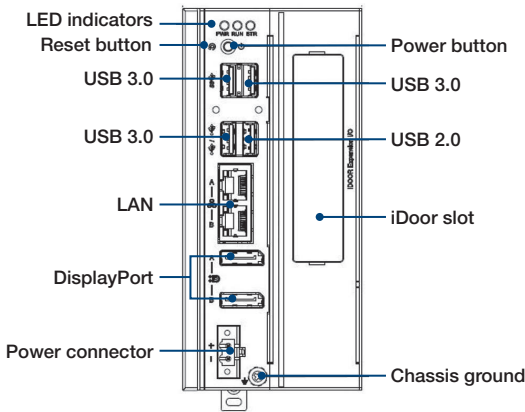 LED indicators
PWR RUN BTR
Reset button
Power button
USB 3.0
USB 3.0
USB 3.0
USB 2.0
A
B
LAN
iDOOR Expansion I/O
iDoor slot
A
B
DisplayPort
+
−
Power connector
Chassis ground